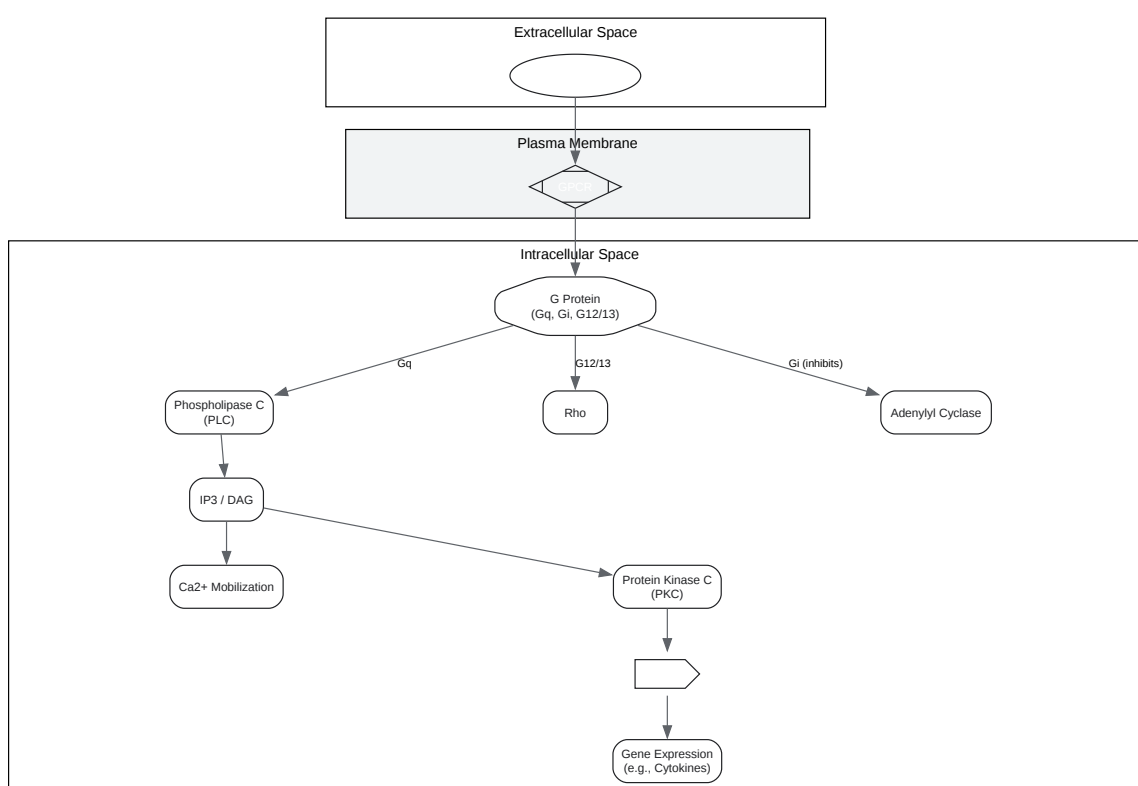 Extracellular Space
Plasma Membrane
GPCR
Intracellular Space
G Protein
(Gq, Gi, G12/13)
Gq
G12/13
Gi (inhibits)
Phospholipase C
(PLC)
Rho
Adenylyl Cyclase
IP3 / DAG
Ca2+ Mobilization
Protein Kinase C
(PKC)
Gene Expression
(e.g., Cytokines)